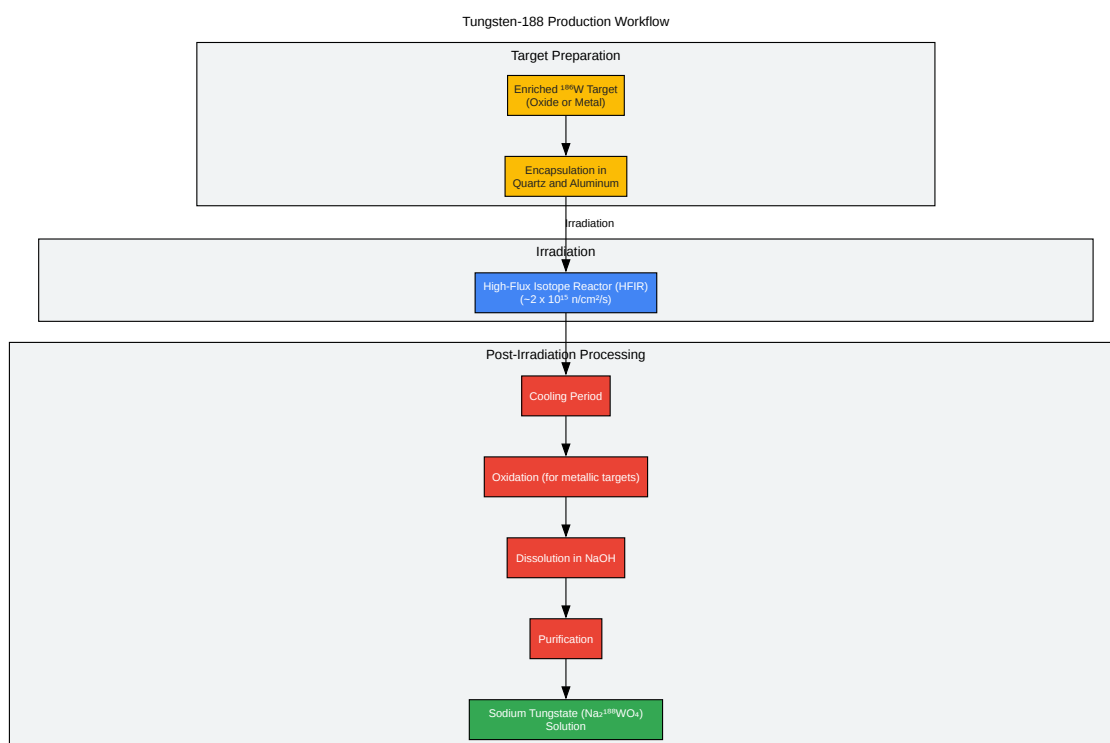 Tungsten-188 Production Workflow
Target Preparation
Enriched ¹⁸⁶W Target
(Oxide or Metal)
Encapsulation in
Quartz and Aluminum
Irradiation
Irradiation
High-Flux Isotope Reactor (HFIR)
(~2 x 10¹⁵ n/cm²/s)
Post-Irradiation Processing
Cooling Period
Oxidation (for metallic targets)
Dissolution in NaOH
Purification
Sodium Tungstate (Na₂¹⁸⁸WO₄)
Solution